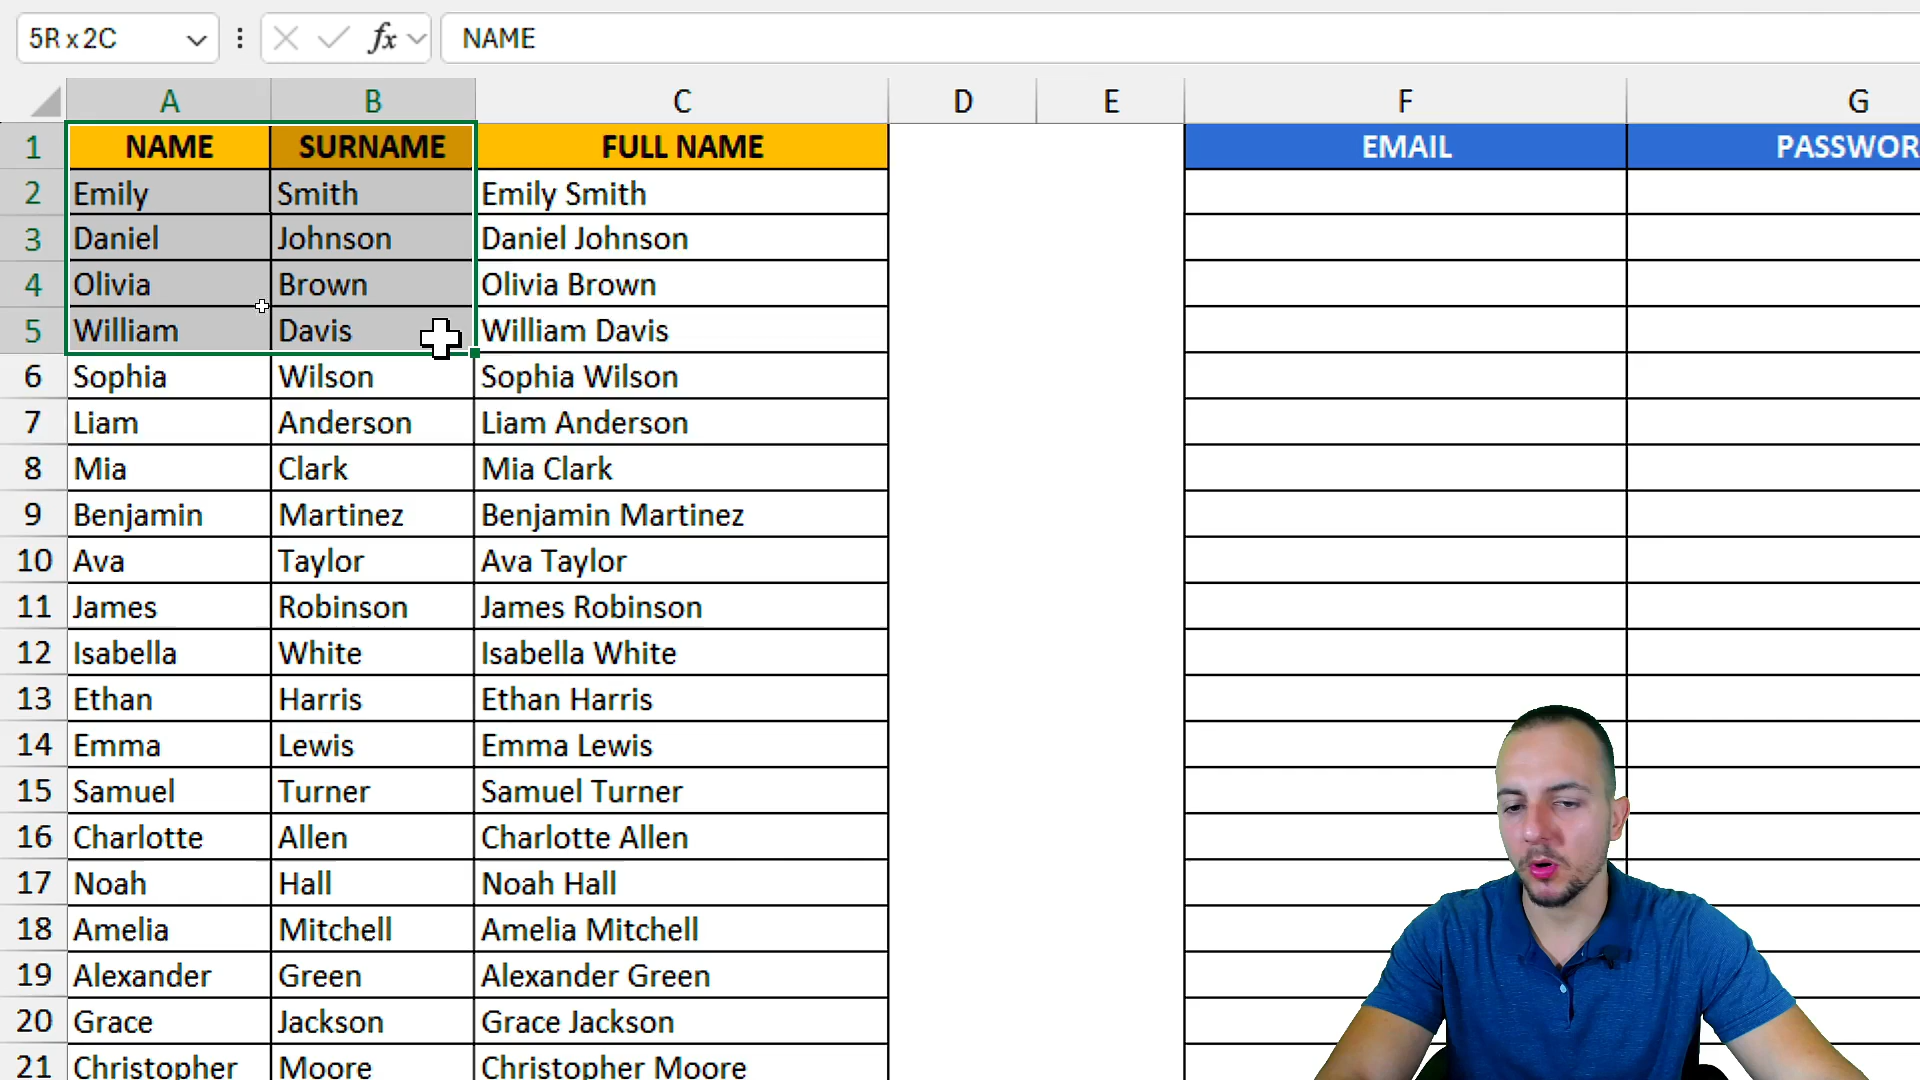 5R x 2C fx NAME
A B C D E F G
1 NAME SURNAME FULL NAME EMAIL PASSWOR
2 Emily Smith Emily Smith
3 Daniel Johnson Daniel Johnson
4 Olivia Brown Olivia Brown
5 William Davis William Davis
6 Sophia Wilson Sophia Wilson
7 Liam Anderson Liam Anderson
8 Mia Clark Mia Clark
9 Benjamin Martinez Benjamin Martinez
10 Ava Taylor Ava Taylor
11 James Robinson James Robinson
12 Isabella White Isabella White
13 Ethan Harris Ethan Harris
14 Emma Lewis Emma Lewis
15 Samuel Turner Samuel Turner
16 Charlotte Allen Charlotte Allen
17 Noah Hall Noah Hall
18 Amelia Mitchell Amelia Mitchell
19 Alexander Green Alexander Green
20 Grace Jackson Grace Jackson
21 Christopher Moore Christopher Moore